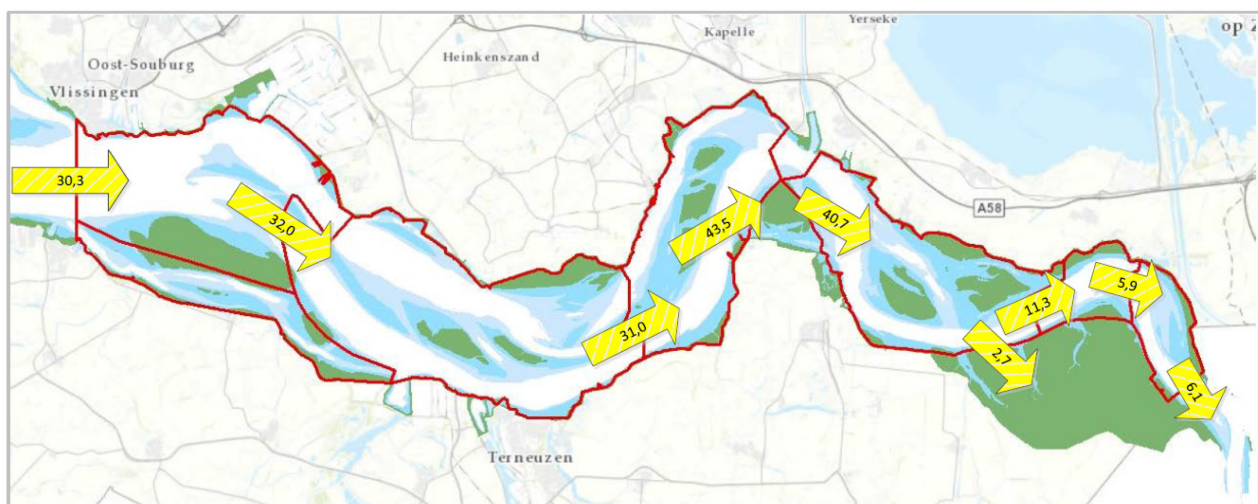 Yerseke
op Z
Kapelle
Heinkenszand
Oost-Souburg
Vlissingen
30,3
32,0
43,5
40,7
A58
5,9
11,3
31,0
2,7
6,1
Terneuzen